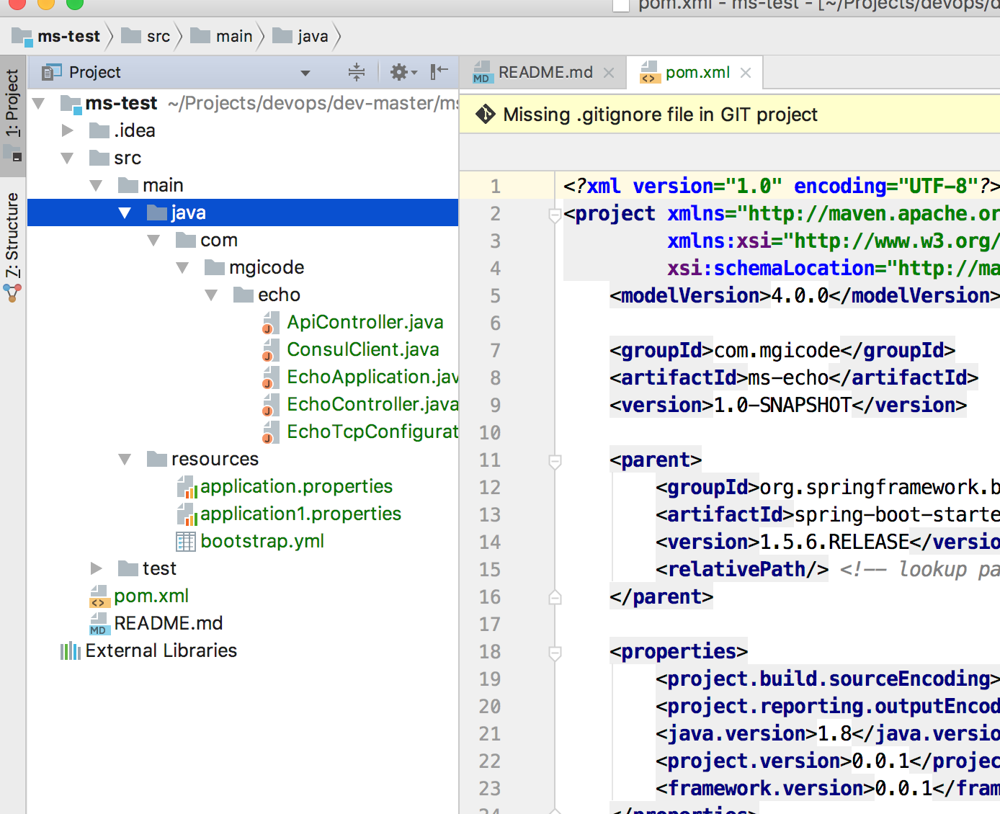 pom.xml - ms-test - [~/Projects/devops/d
ms-test src main java
1: Project
7: Structure
Project
ms-test ~/Projects/devops/dev-master/ms
.idea
src
main
java
com
mgicode
echo
ApiController.java
ConsulClient.java
EchoApplication.jav
EchoController.java
EchoTcpConfigurat
resources
application.properties
application1.properties
bootstrap.yml
test
pom.xml
README.md
External Libraries
README.md pom.xml
Missing .gitignore file in GIT project
1 <?xml version="1.0" encoding="UTF-8"?>
2 <project xmlns="http://maven.apache.or
3 xmlns:xsi="http://www.w3.org/
4 xsi:schemaLocation="http://ma
5 <modelVersion>4.0.0</modelVersion>
6
7 <groupId>com.mgicode</groupId>
8 <artifactId>ms-echo</artifactId>
9 <version>1.0-SNAPSHOT</version>
10
11 <parent>
12 <groupId>org.springframework.b
13 <artifactId>spring-boot-starte
14 <version>1.5.6.RELEASE</versio
15 <relativePath/> <!-- lookup pa
16 </parent>
17
18 <properties>
19 <project.build.sourceEncoding>
20 <project.reporting.outputEncod
21 <java.version>1.8</java.versio
22 <project.version>0.0.1</projec
23 <framework.version>0.0.1</fram
24 </properties>